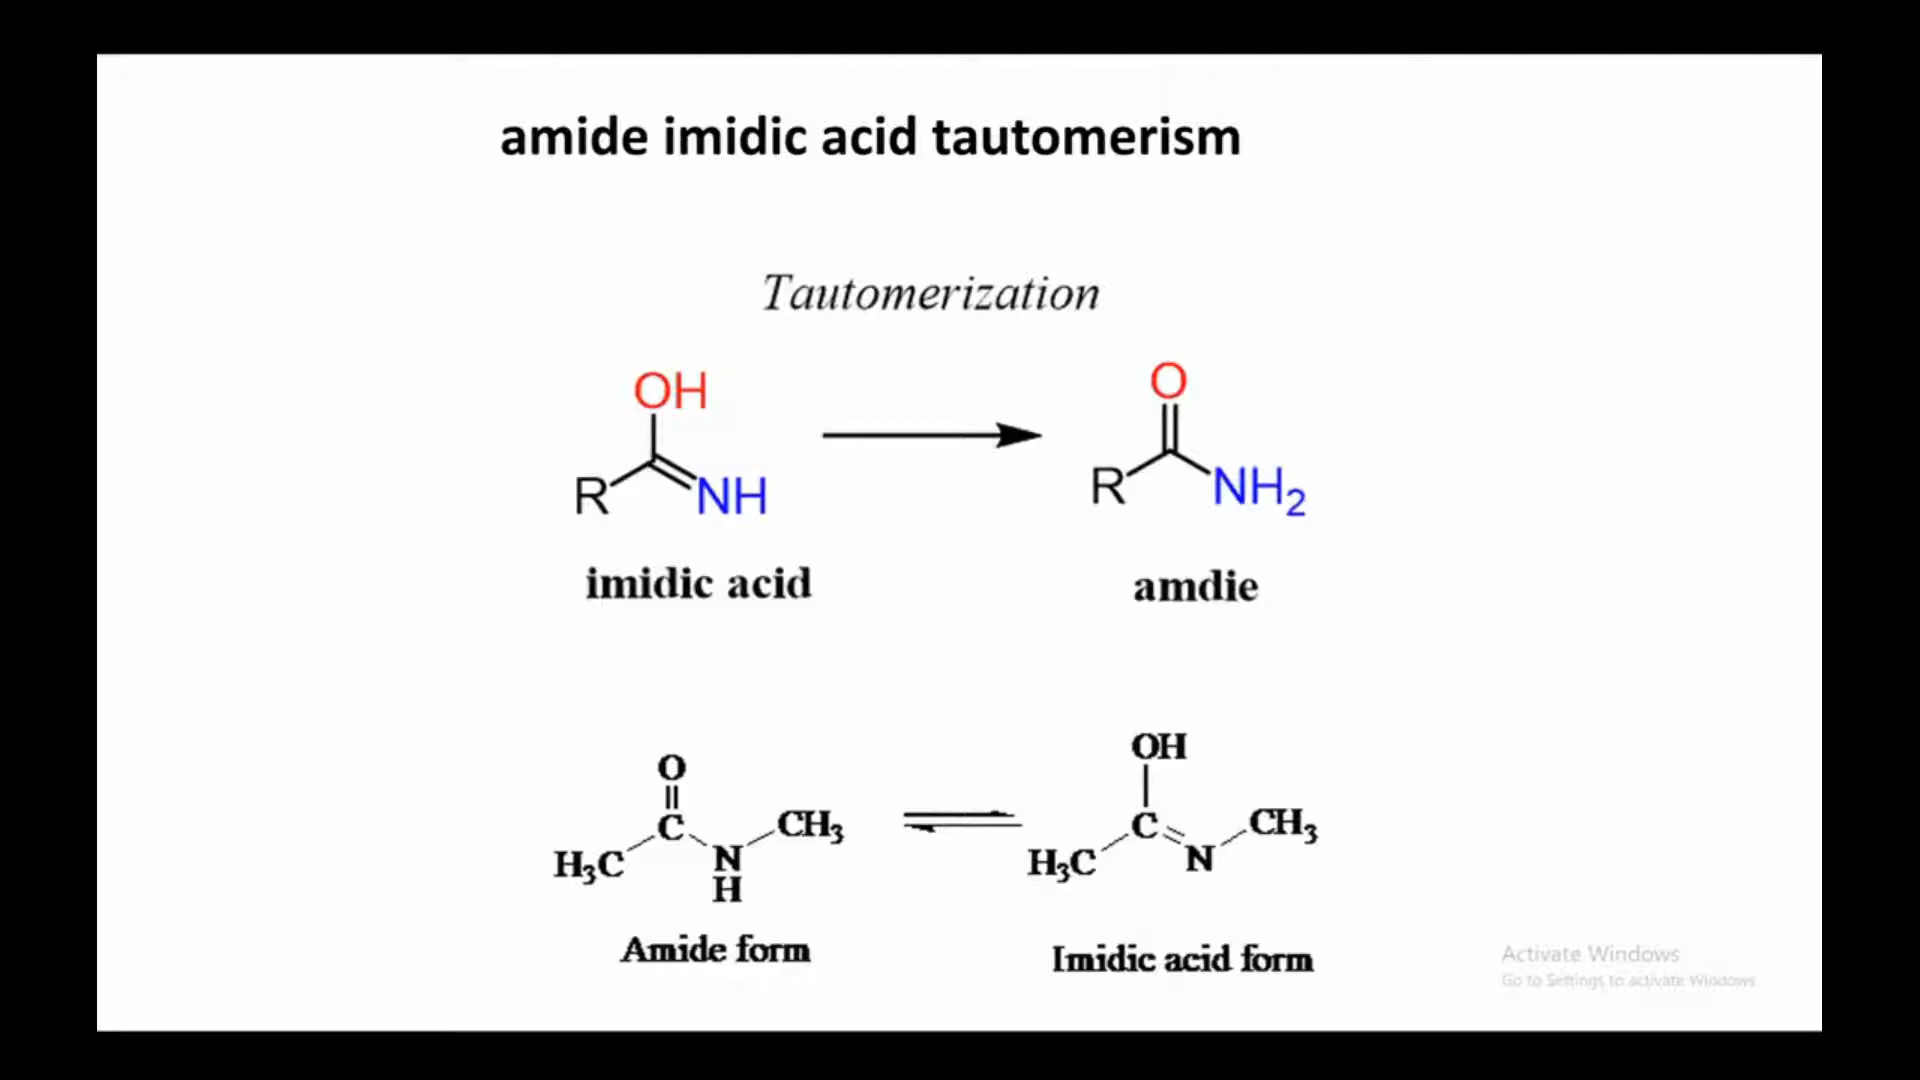 amide imidic acid tautomerism
Tautomerization
OH
R NH
imidic acid
O
R NH2
amdie
O
C
H3C N CH3
H
Amide form
OH
C
H3C N CH3
Imidic acid form
Activate Windows
Go to Settings to activate Windows